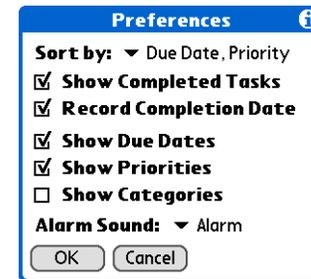 Preferences
Sort by: Due Date, Priority
Show Completed Tasks
Record Completion Date
Show Due Dates
Show Priorities
Show Categories
Alarm Sound: Alarm
OK Cancel